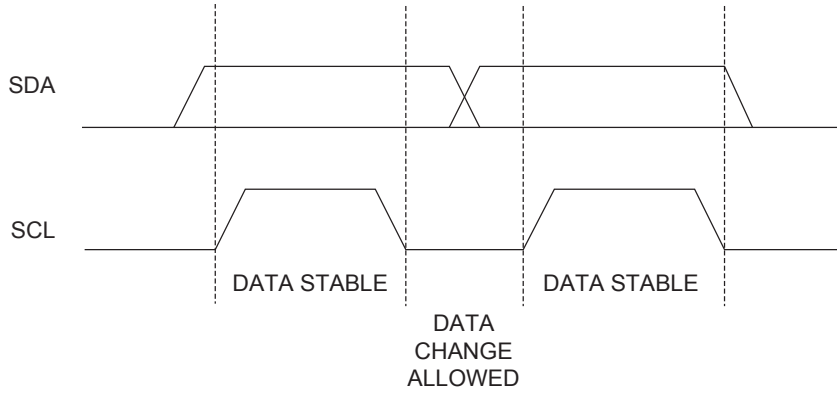 SDA
SCL
DATA STABLE
DATA STABLE
DATA
CHANGE
ALLOWED